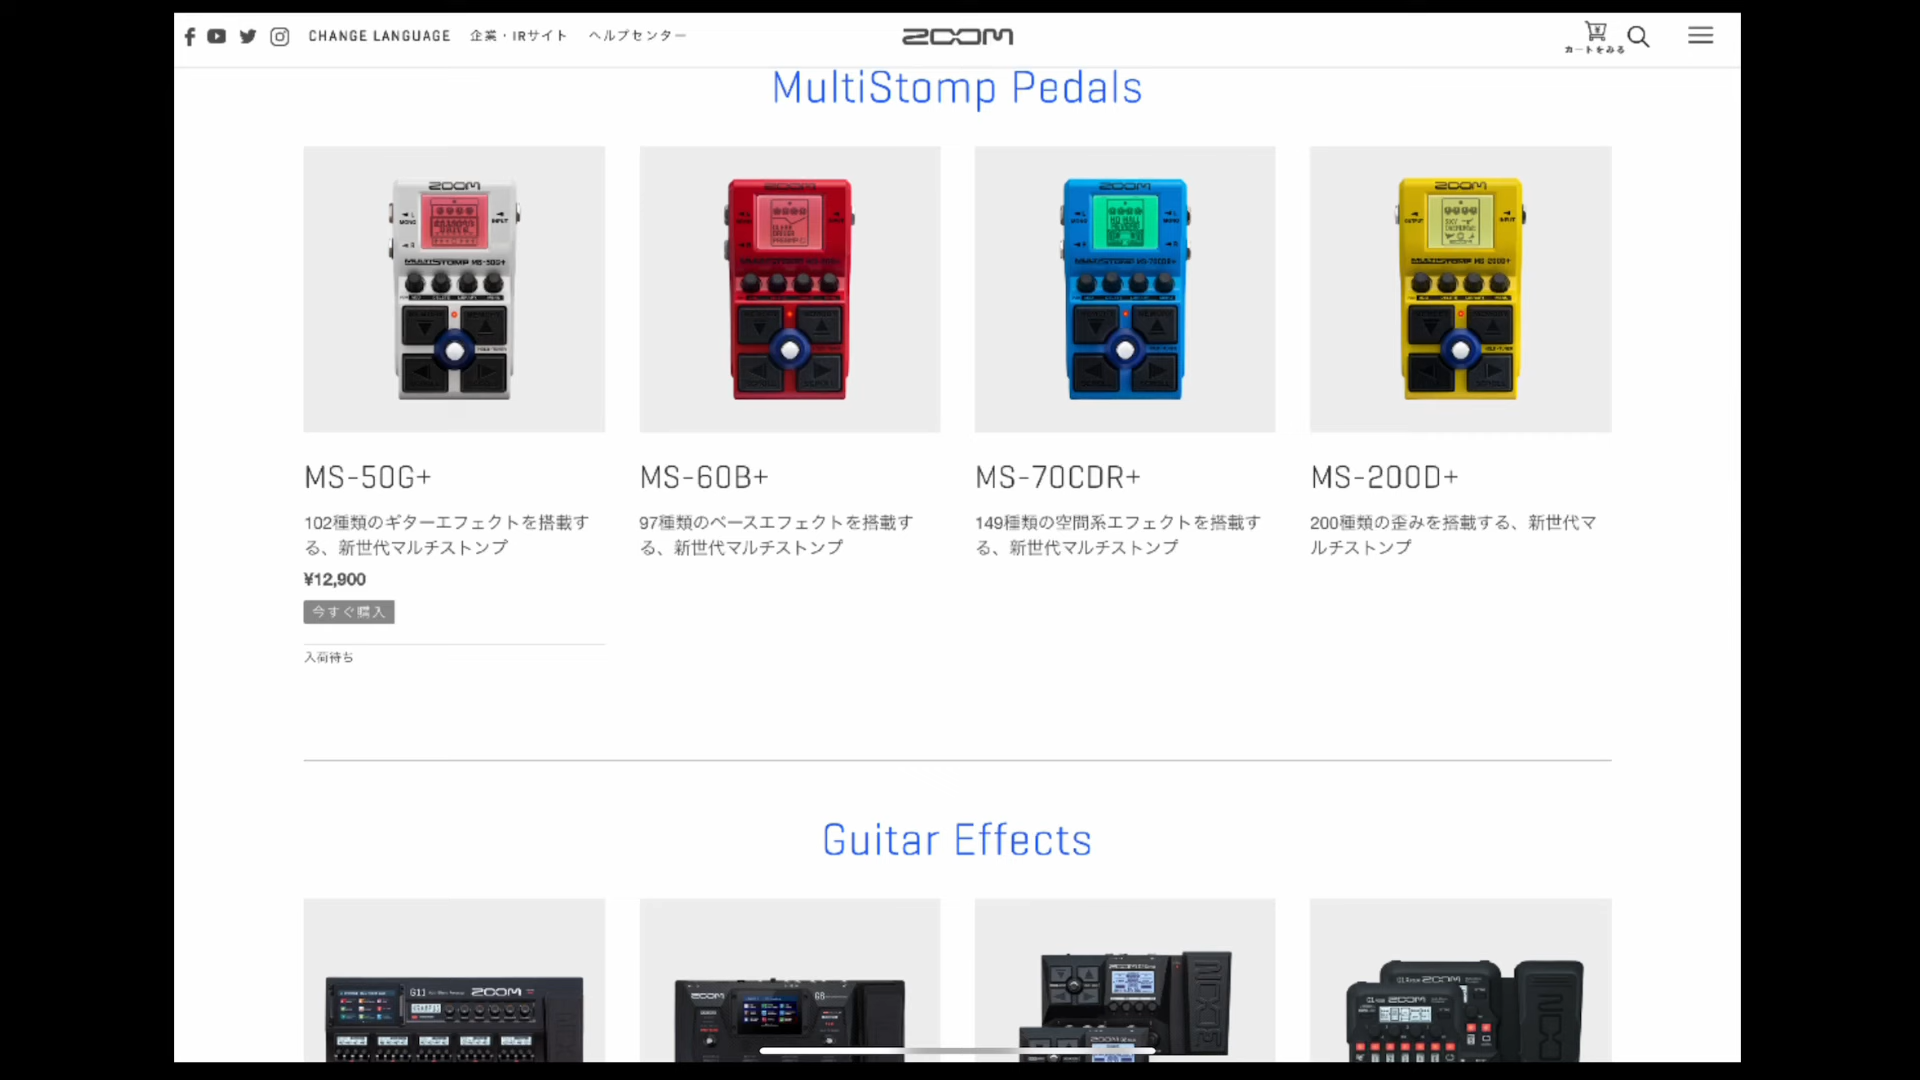 CHANGE LANGUAGE 企業・IRサイト ヘルプセンター
ZOOM
カートをみる
MultiStomp Pedals
MS-50G+
102種類のギターエフェクトを搭載す
る、新世代マルチストンプ
¥12,900
今すぐ購入
入荷待ち
MS-60B+
97種類のベースエフェクトを搭載す
る、新世代マルチストンプ
MS-70CDR+
149種類の空間系エフェクトを搭載す
る、新世代マルチストンプ
MS-200D+
200種類の歪みを搭載する、新世代マ
ルチストンプ
Guitar Effects
G11 ZOOM
ZOOM G6
ZOOM